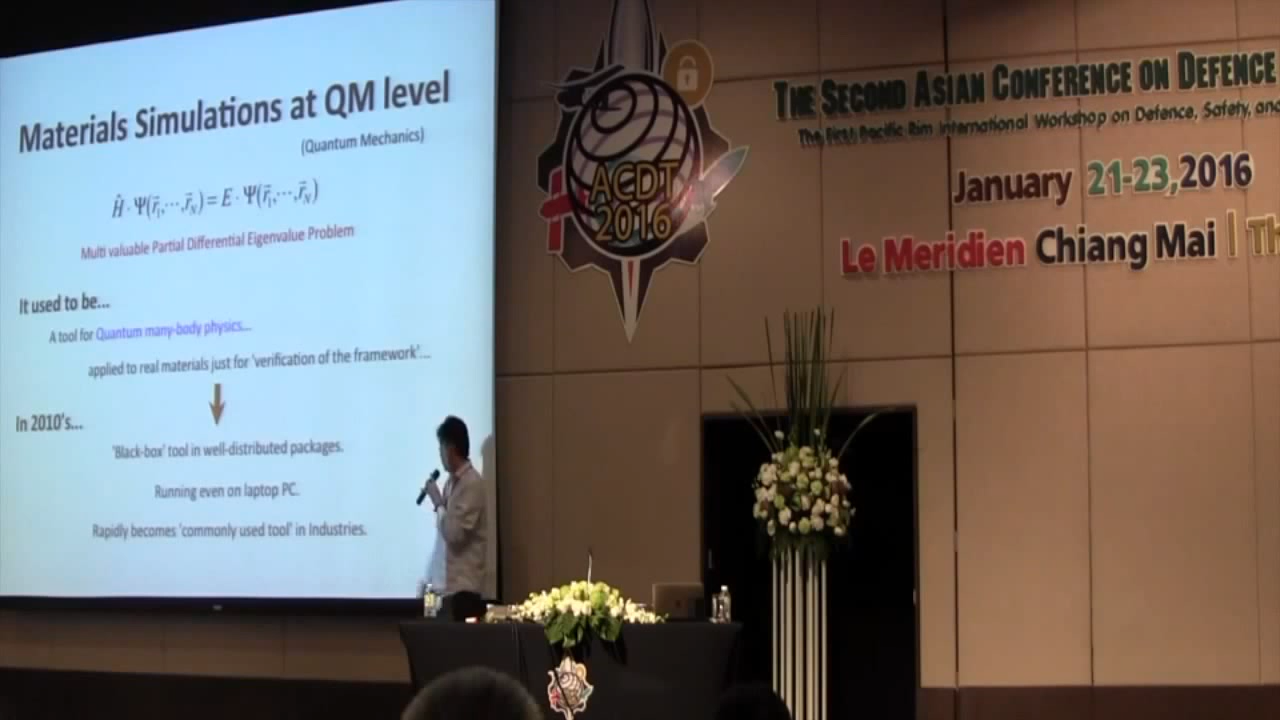 Materials Simulations at QM level
(Quantum Mechanics)
Ĥ · Ψ(r⃗₁,⋯,r⃗_N) = E · Ψ(r⃗₁,⋯,r⃗_N)
Multi valuable Partial Differential Eigenvalue Problem
It used to be...
A tool for Quantum many-body physics...
applied to real materials just for 'verification of the framework'...
In 2010's...
'Black-box' tool in well-distributed packages.
Running even on laptop PC.
Rapidly becomes 'commonly used tool' in Industries.
ACDT
2016
THE SECOND ASIAN CONFERENCE ON DEFENCE
The First Pacific Rim International Workshop on Defence, Safety, and
January 21-23,2016
Le Meridien Chiang Mai | Th